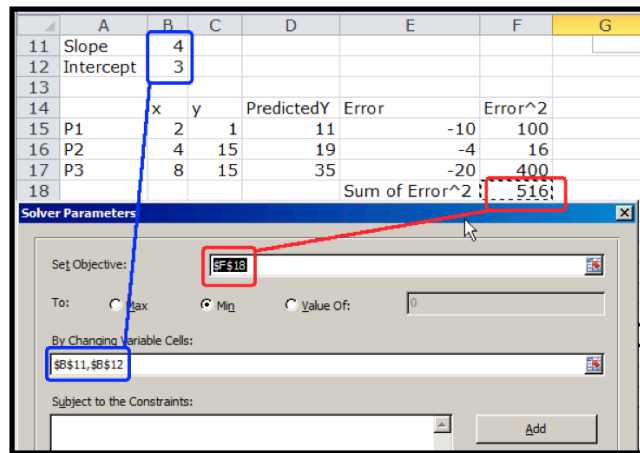 A B C D E F G
11 Slope 4
12 Intercept 3
13
14 x y PredictedY Error Error^2
15 P1 2 1 11 -10 100
16 P2 4 15 19 -4 16
17 P3 8 15 35 -20 400
18 Sum of Error^2 516
Solver Parameters
Set Objective: $F$18
To: Max Min Value Of: 0
By Changing Variable Cells:
$B$11,$B$12
Subject to the Constraints:
Add